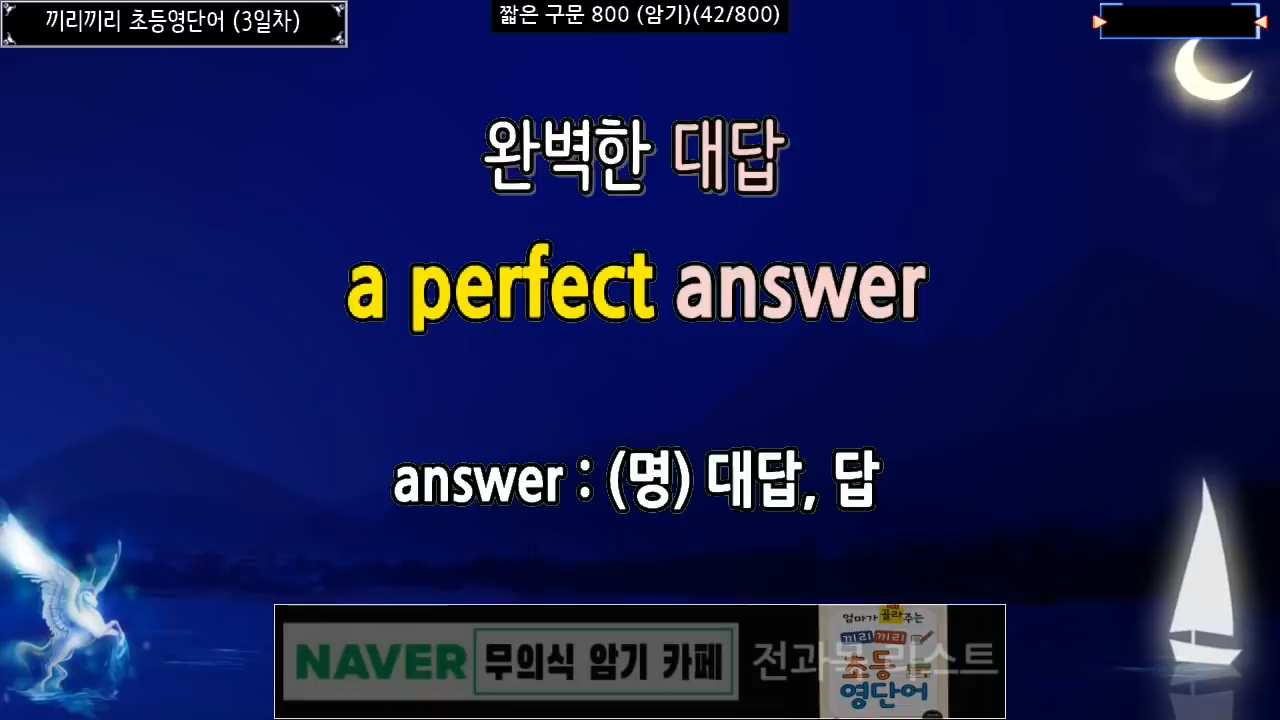 끼리끼리 초등영단어 (3일차)
짧은 구문 800 (암기)(42/800)
완벽한 대답
a perfect answer
answer : (명) 대답, 답
NAVER 무의식 암기 카페
엄마가 골라주는
끼리끼리
초등
영단어